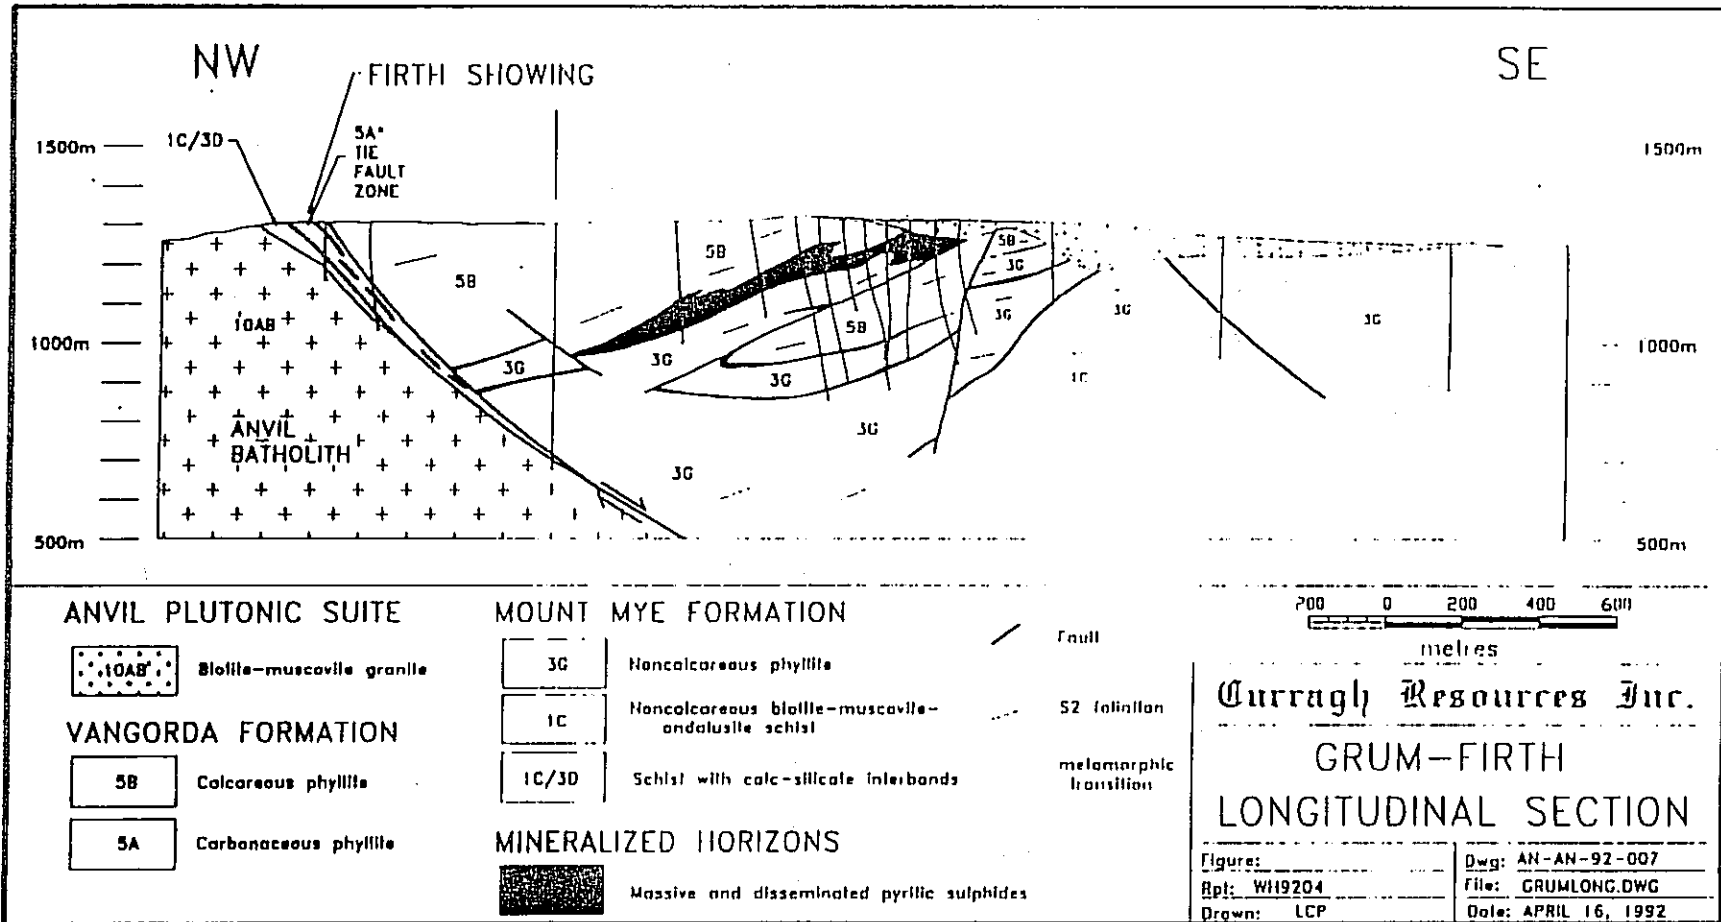 NW
SE
FIRTH SHOWING
1C/3D
5A*
TIE
FAULT
ZONE
1500m
1500m
5B
5B
5B
3G
10AB
5B
3G
3G
3G
1000m
1000m
3G
3G
3G
1C
ANVIL
BATHOLITH
3G
3G
500m
500m
ANVIL PLUTONIC SUITE
10AB
Biotite-muscovite granite
VANGORDA FORMATION
5B
Calcareous phyllite
5A
Carbonaceous phyllite
MOUNT MYE FORMATION
3G
Noncalcareous phyllite
1C
Noncalcareous biotite-muscovite-
andalusite schist
1C/3D
Schist with calc-silicate interbands
MINERALIZED HORIZONS
Massive and disseminated pyritic sulphides
Fault
S2 foliation
metamorphic
transition
200 0 200 400 600
metres
Curragh Resources Inc.
GRUM-FIRTH
LONGITUDINAL SECTION
Figure:
Dwg: AN-AN-92-007
Rpt: WH9204
File: GRUMLONG.DWG
Drawn: LCP
Date: APRIL 16, 1992